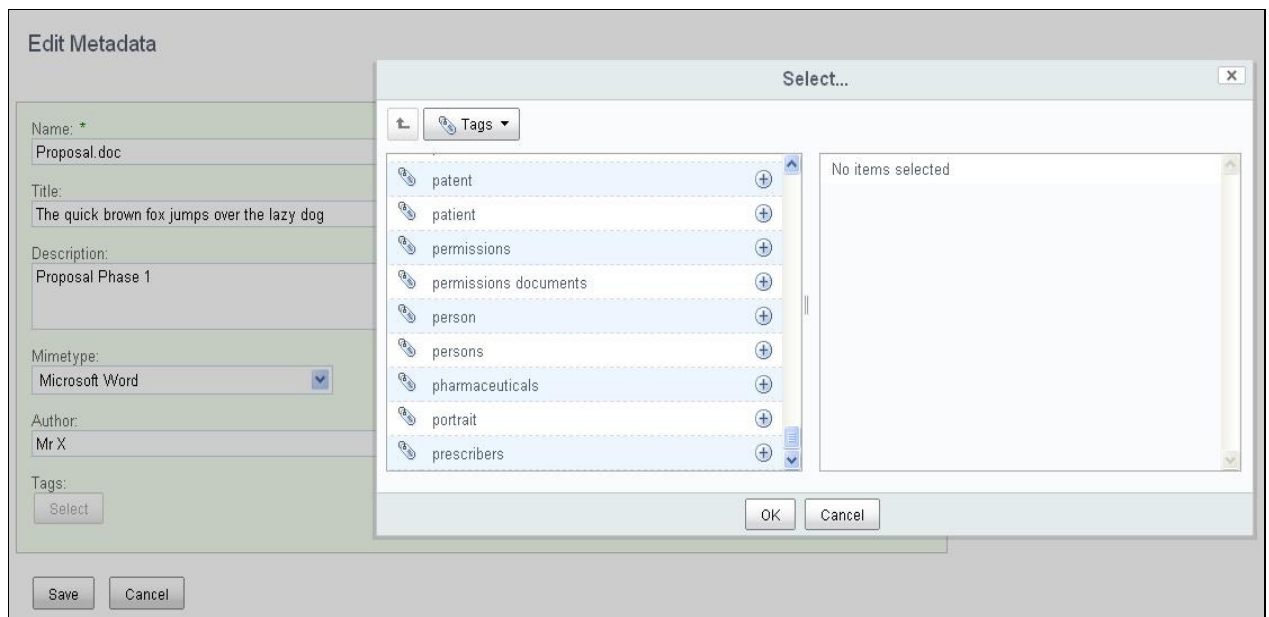 Edit Metadata
Name: *
Proposal.doc
Title:
The quick brown fox jumps over the lazy dog
Description:
Proposal Phase 1
Mimetype:
Microsoft Word
Author:
Mr X
Tags:
Select
Save
Cancel
Select...
Tags
patent
patient
permissions
permissions documents
person
persons
pharmaceuticals
portrait
prescribers
No items selected
OK
Cancel